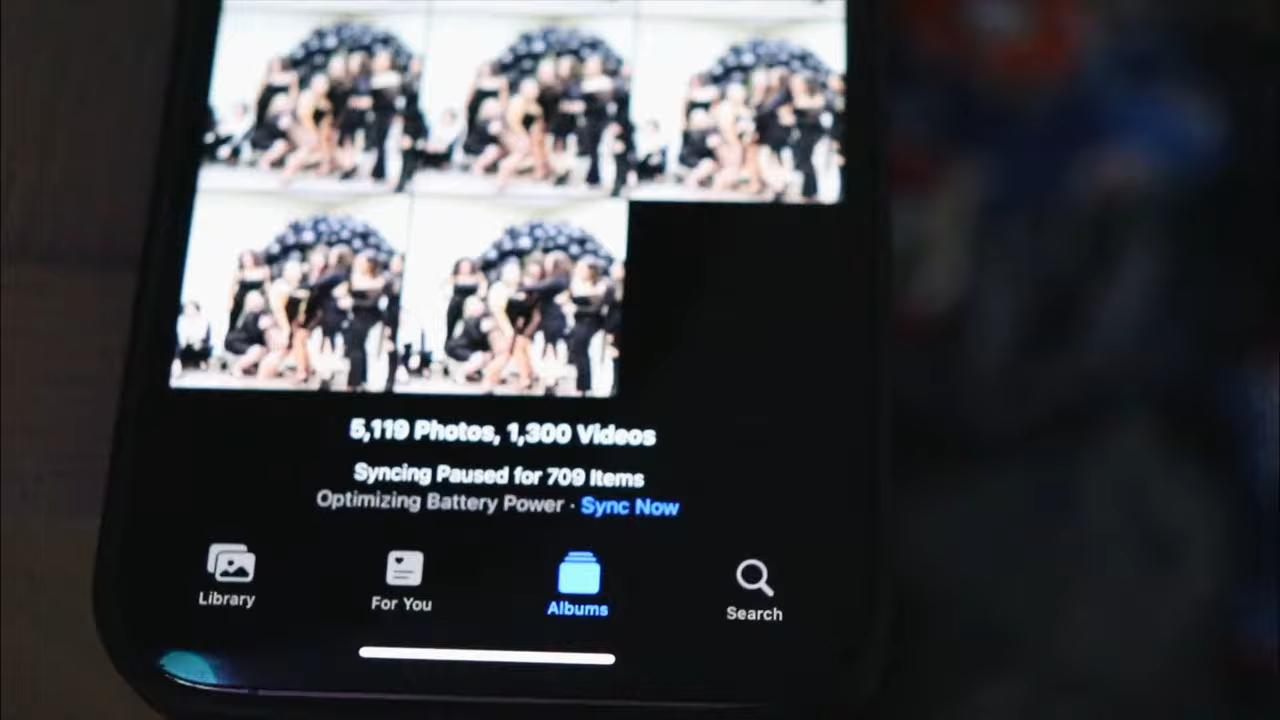 5,119 Photos, 1,300 Videos
Syncing Paused for 709 Items
Optimizing Battery Power · Sync Now
Library
For You
Albums
Search